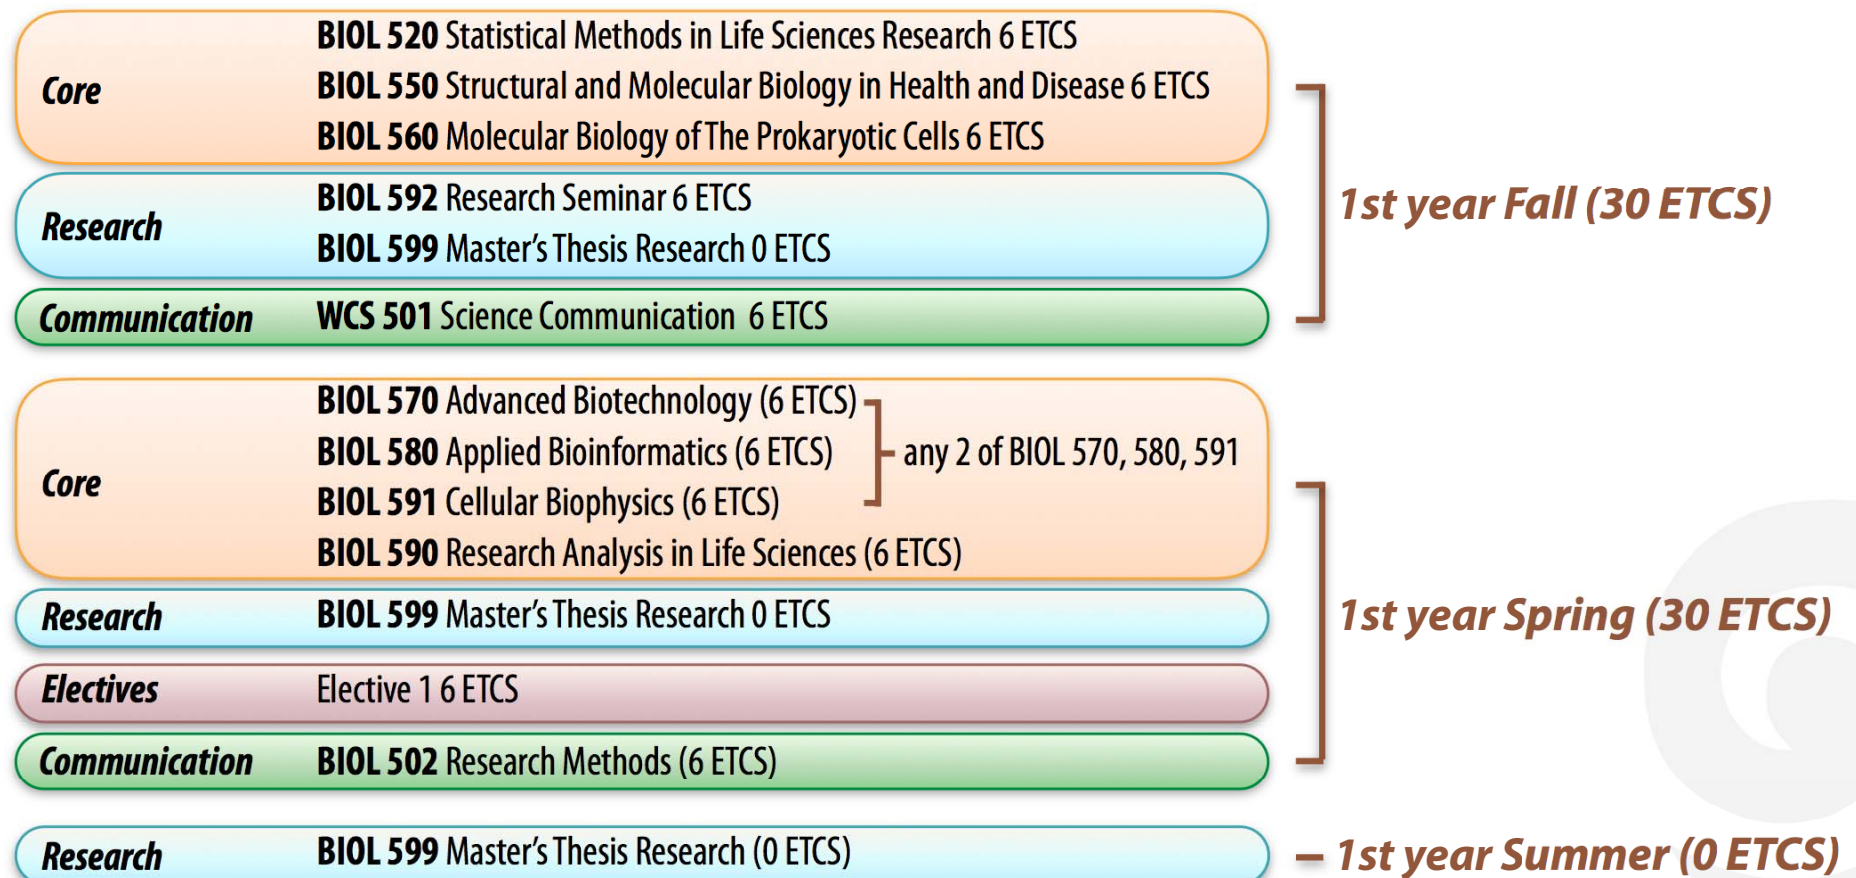 Core
BIOL 520 Statistical Methods in Life Sciences Research 6 ETCS
BIOL 550 Structural and Molecular Biology in Health and Disease 6 ETCS
BIOL 560 Molecular Biology of The Prokaryotic Cells 6 ETCS
Research
BIOL 592 Research Seminar 6 ETCS
BIOL 599 Master's Thesis Research 0 ETCS
Communication WCS 501 Science Communication 6 ETCS
1st year Fall (30 ETCS)
Core
BIOL 570 Advanced Biotechnology (6 ETCS)
BIOL 580 Applied Bioinformatics (6 ETCS)
BIOL 591 Cellular Biophysics (6 ETCS)
any 2 of BIOL 570, 580, 591
BIOL 590 Research Analysis in Life Sciences (6 ETCS)
Research BIOL 599 Master's Thesis Research 0 ETCS
Electives Elective 1 6 ETCS
Communication BIOL 502 Research Methods (6 ETCS)
1st year Spring (30 ETCS)
Research BIOL 599 Master's Thesis Research (0 ETCS)
1st year Summer (0 ETCS)